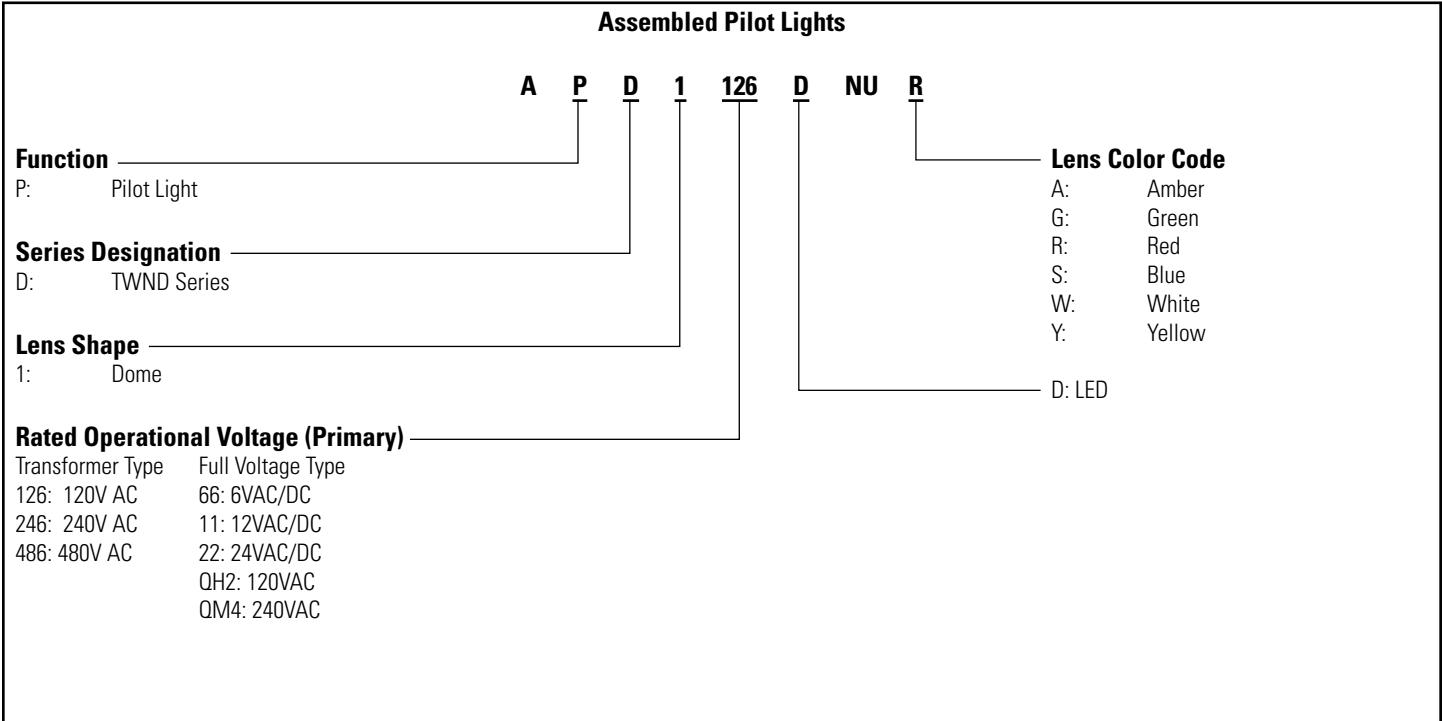 Assembled Pilot Lights
A P D 1 126 D NU R
Function
P: Pilot Light
Series Designation
D: TWND Series
Lens Shape
1: Dome
Rated Operational Voltage (Primary)
Transformer Type Full Voltage Type
126: 120V AC 66: 6VAC/DC
246: 240V AC 11: 12VAC/DC
486: 480V AC 22: 24VAC/DC
QH2: 120VAC
QM4: 240VAC
Lens Color Code
A: Amber
G: Green
R: Red
S: Blue
W: White
Y: Yellow
D: LED